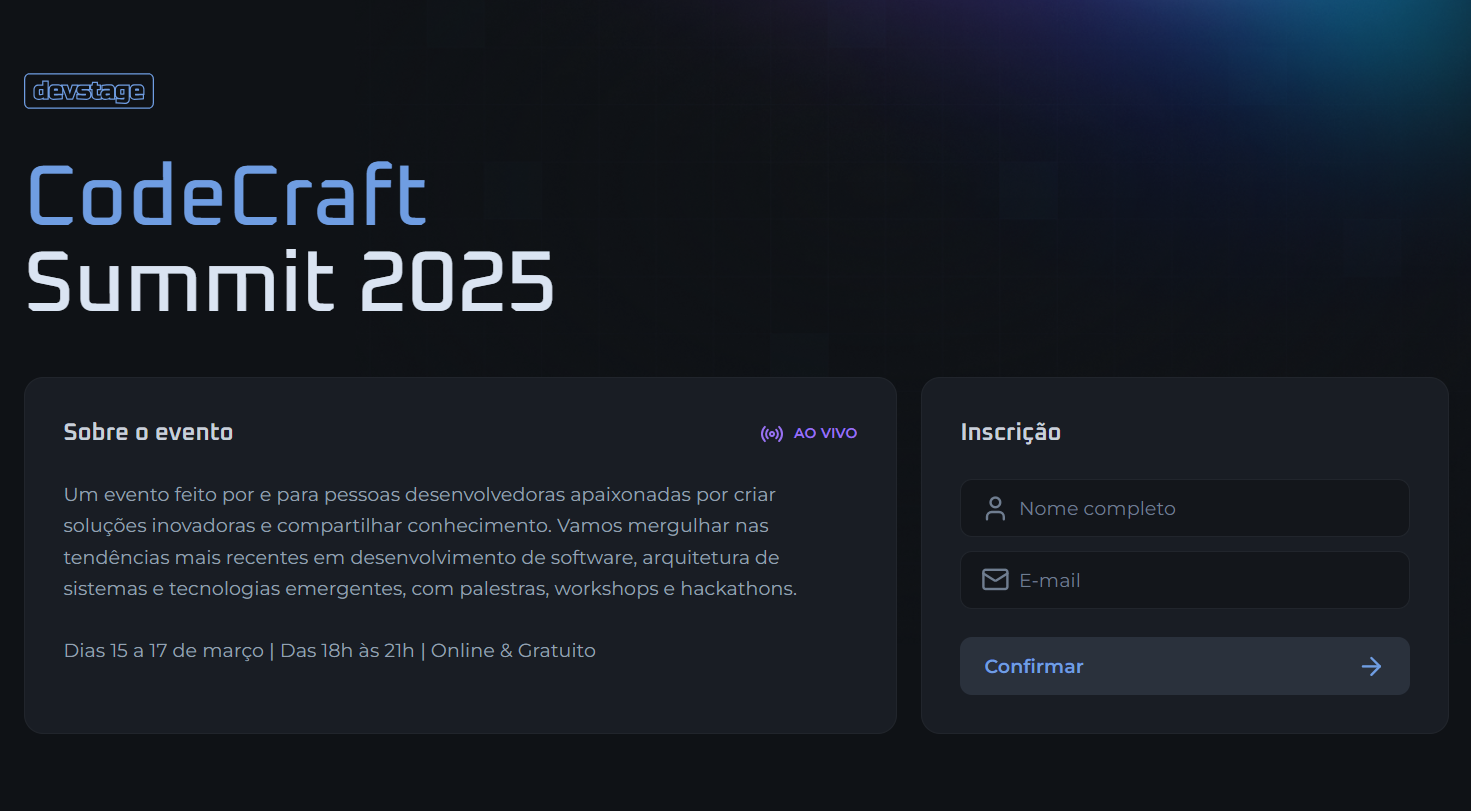 devstage
CodeCraft
Summit 2025
Sobre o evento
AO VIVO
Um evento feito por e para pessoas desenvolvedoras apaixonadas por criar
soluções inovadoras e compartilhar conhecimento. Vamos mergulhar nas
tendências mais recentes em desenvolvimento de software, arquitetura de
sistemas e tecnologias emergentes, com palestras, workshops e hackathons.
Dias 15 a 17 de março | Das 18h às 21h | Online & Gratuito
Inscrição
Nome completo
E-mail
Confirmar